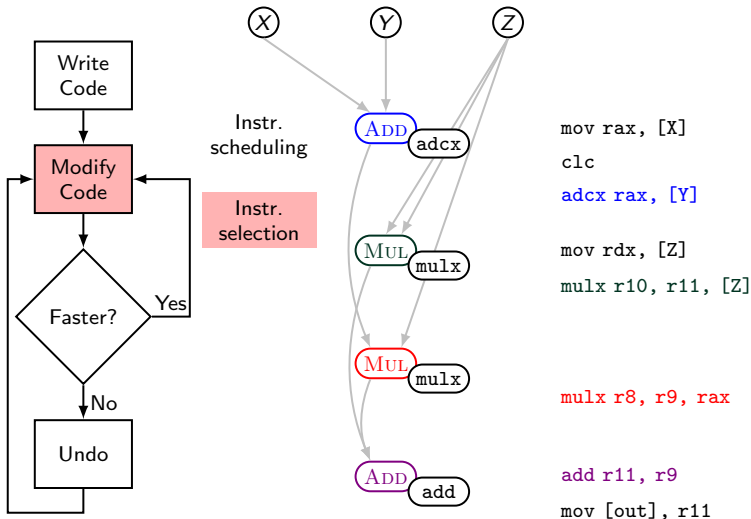 X
Y
Z
Write
Code
Modify
Code
Faster?
Yes
No
Undo
Instr.
scheduling
Instr.
selection
ADD
adcx
MUL
mulx
MUL
mulx
ADD
add
mov rax, [X]
clc
adcx rax, [Y]
mov rdx, [Z]
mulx r10, r11, [Z]
mulx r8, r9, rax
add r11, r9
mov [out], r11